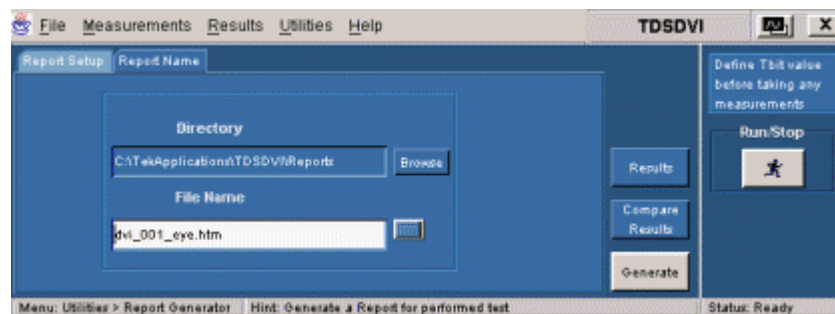 File Measurements Results Utilities Help TDSDVI X
Report Setup Report Name
Define Tbit value
before taking any
measurements
Directory
Run/Stop
C:\TekApplications\TDSDVI\Reports Browse
Results
File Name
Compare
Results
dvi_001_eye.htm
Generate
Menu: Utilities > Report Generator Hint: Generate a Report for performed test Status: Ready